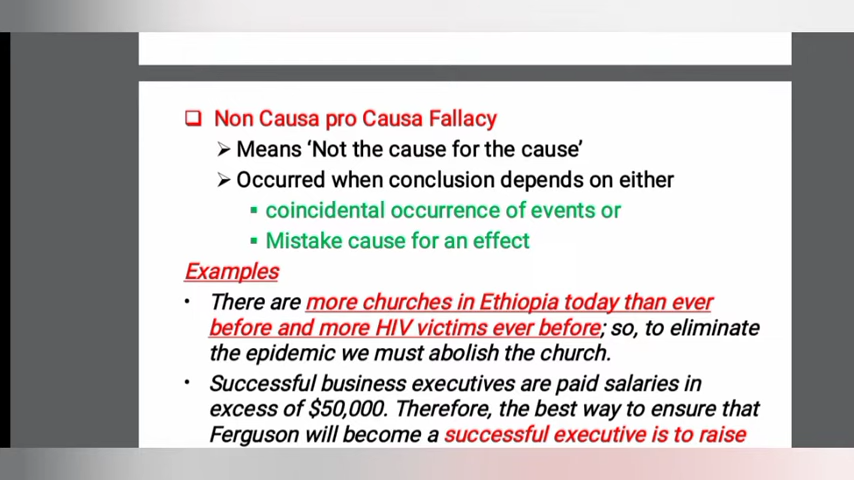 Non Causa pro Causa Fallacy
Means ‘Not the cause for the cause’
Occurred when conclusion depends on either
coincidental occurrence of events or
Mistake cause for an effect
Examples
There are more churches in Ethiopia today than ever
before and more HIV victims ever before; so, to eliminate
the epidemic we must abolish the church.
Successful business executives are paid salaries in
excess of $50,000. Therefore, the best way to ensure that
Ferguson will become a successful executive is to raise